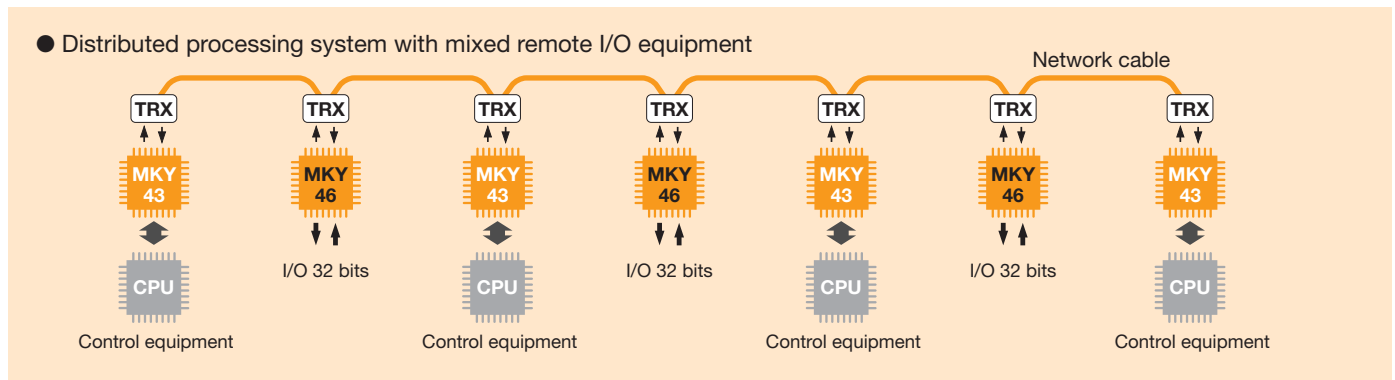 ● Distributed processing system with mixed remote I/O equipment
Network cable
TRX
TRX
TRX
TRX
TRX
TRX
TRX
MKY
43
MKY
46
MKY
43
MKY
46
MKY
43
MKY
46
MKY
43
CPU
I/O 32 bits
CPU
I/O 32 bits
CPU
I/O 32 bits
CPU
Control equipment
Control equipment
Control equipment
Control equipment